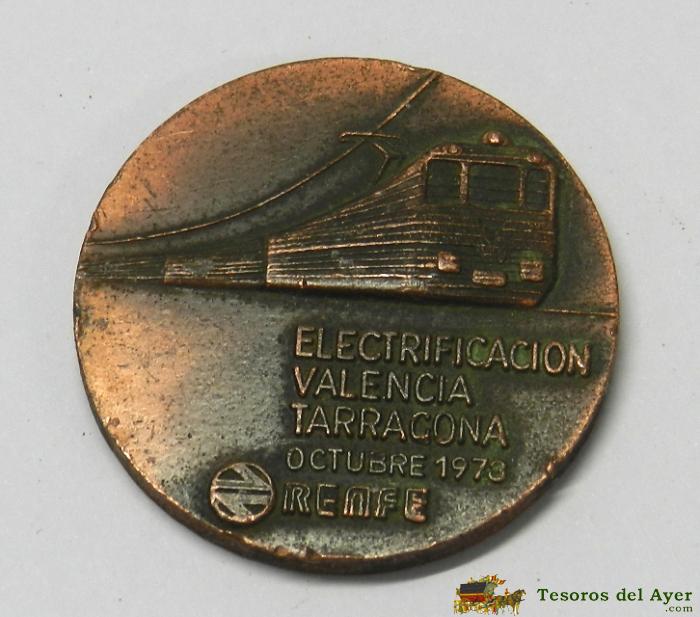 ELECTRIFICACION
VALENCIA
TARRAGONA
OCTUBRE 1973
RENFE
Tesoros del Ayer
.com